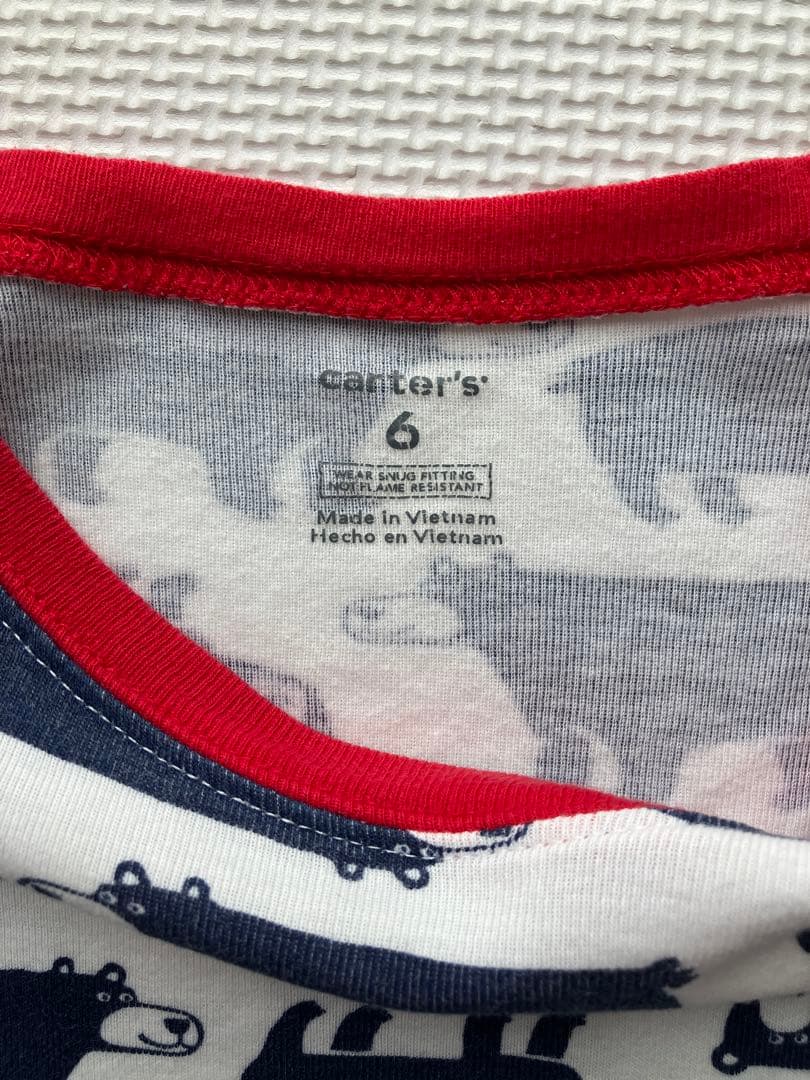 carter's
6
WEAR SNUG FITTING
NOT FLAME RESISTANT
Made in Vietnam
Hecho en Vietnam